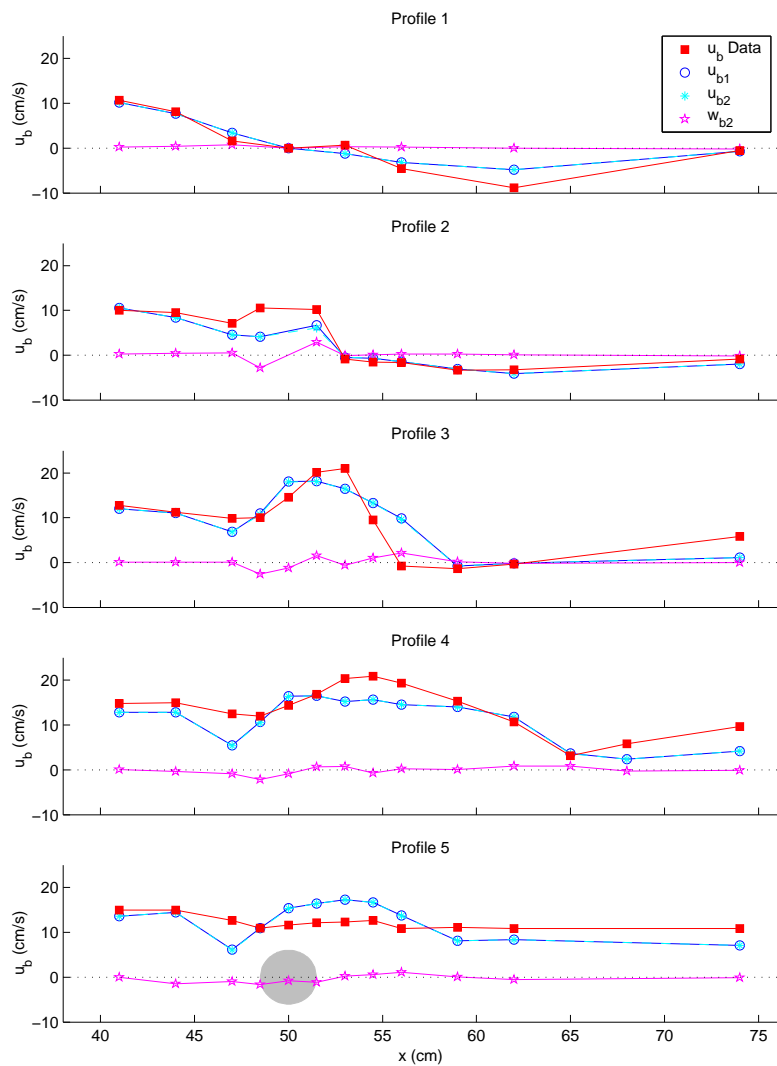 Profile 1
20
10
0
−10
u_b (cm/s)
u_b Data
u_b1
u_b2
w_b2
Profile 2
20
10
0
−10
u_b (cm/s)
Profile 3
20
10
0
−10
u_b (cm/s)
Profile 4
20
10
0
−10
u_b (cm/s)
Profile 5
20
10
0
−10
u_b (cm/s)
40 45 50 55 60 65 70 75
x (cm)